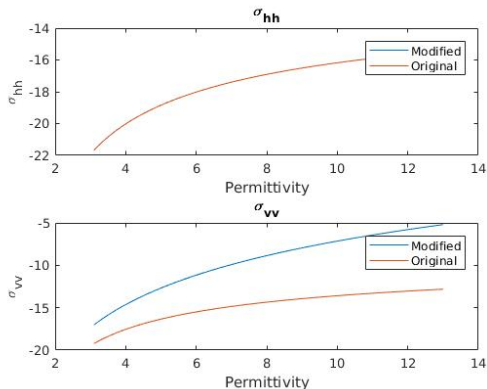 σhh
-14
-16
-18
-20
-22
σhh
2 4 6 8 10 12 14
Permittivity
Modified
Original
σvv
-5
-10
-15
-20
σvv
2 4 6 8 10 12 14
Permittivity
Modified
Original